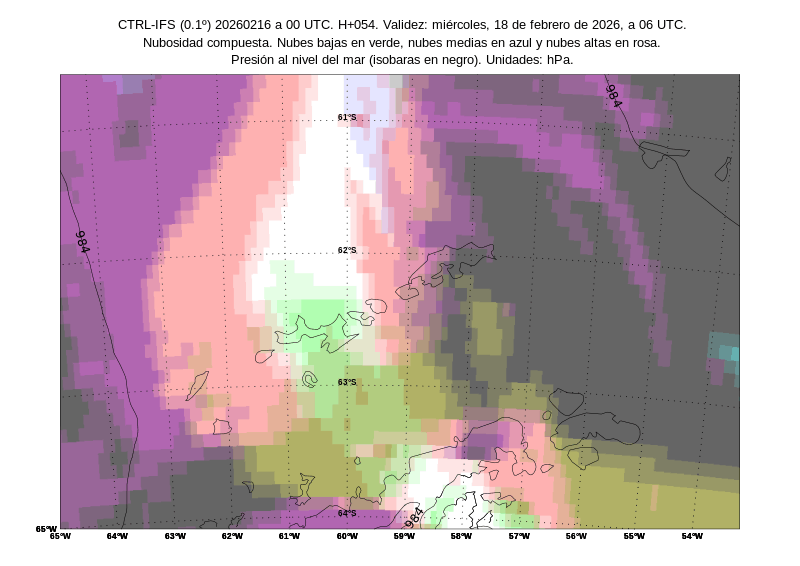 CTRL-IFS (0.1º) 20260216 a 00 UTC. H+054. Validez: miércoles, 18 de febrero de 2026, a 06 UTC.
Nubosidad compuesta. Nubes bajas en verde, nubes medias en azul y nubes altas en rosa.
Presión al nivel del mar (isobaras en negro). Unidades: hPa.
984
61°S
984
62°S
63°S
64°S
984
65°W
65°W 64°W 63°W 62°W 61°W 60°W 59°W 58°W 57°W 56°W 55°W 54°W